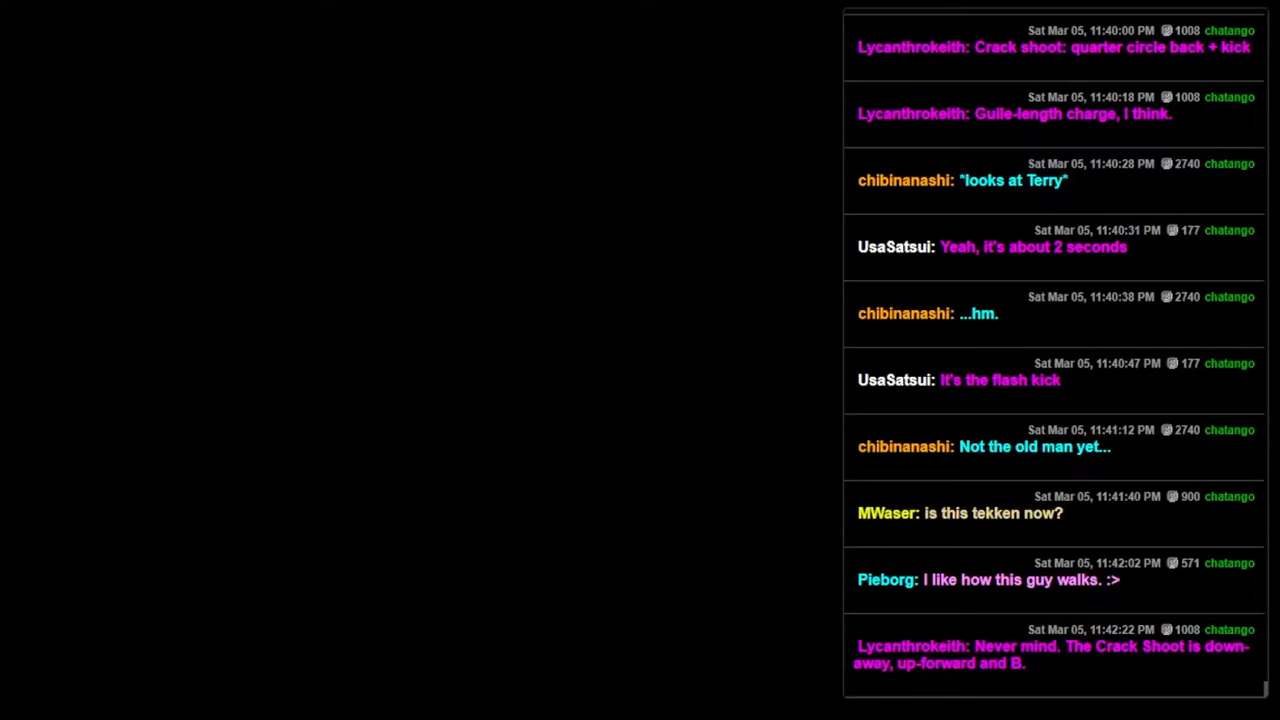 Sat Mar 05, 11:40:00 PM 1008 chatango
Lycanthrokeith: Crack shoot: quarter circle back + kick
Sat Mar 05, 11:40:18 PM 1008 chatango
Lycanthrokeith: Guile-length charge, I think.
Sat Mar 05, 11:40:28 PM 2740 chatango
chibinanashi: *looks at Terry*
Sat Mar 05, 11:40:31 PM 177 chatango
UsaSatsui: Yeah, it's about 2 seconds
Sat Mar 05, 11:40:38 PM 2740 chatango
chibinanashi: ...hm.
Sat Mar 05, 11:40:47 PM 177 chatango
UsaSatsui: It's the flash kick
Sat Mar 05, 11:41:12 PM 2740 chatango
chibinanashi: Not the old man yet...
Sat Mar 05, 11:41:40 PM 900 chatango
MWaser: is this tekken now?
Sat Mar 05, 11:42:02 PM 571 chatango
Pieborg: I like how this guy walks. :>
Sat Mar 05, 11:42:22 PM 1008 chatango
Lycanthrokeith: Never mind. The Crack Shoot is down-
away, up-forward and B.